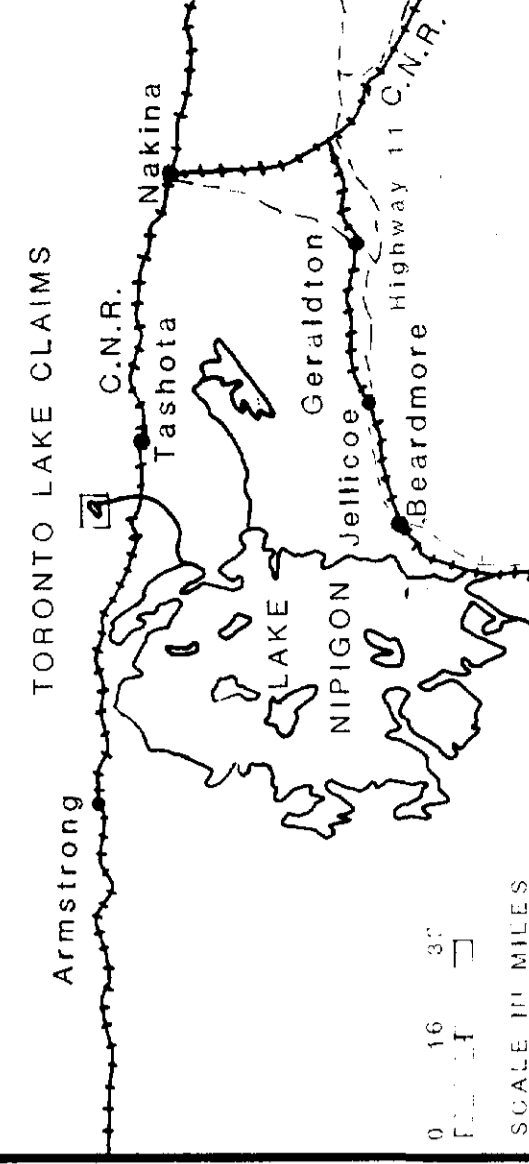 TORONTO LAKE CLAIMS
Armstrong
C.N.R.
Tashota
Nakina
LAKE
NIPIGON
Geraldton
Jellicoe
Beardmore
Highway 11
C.N.R.
0 16
SCALE IN MILES